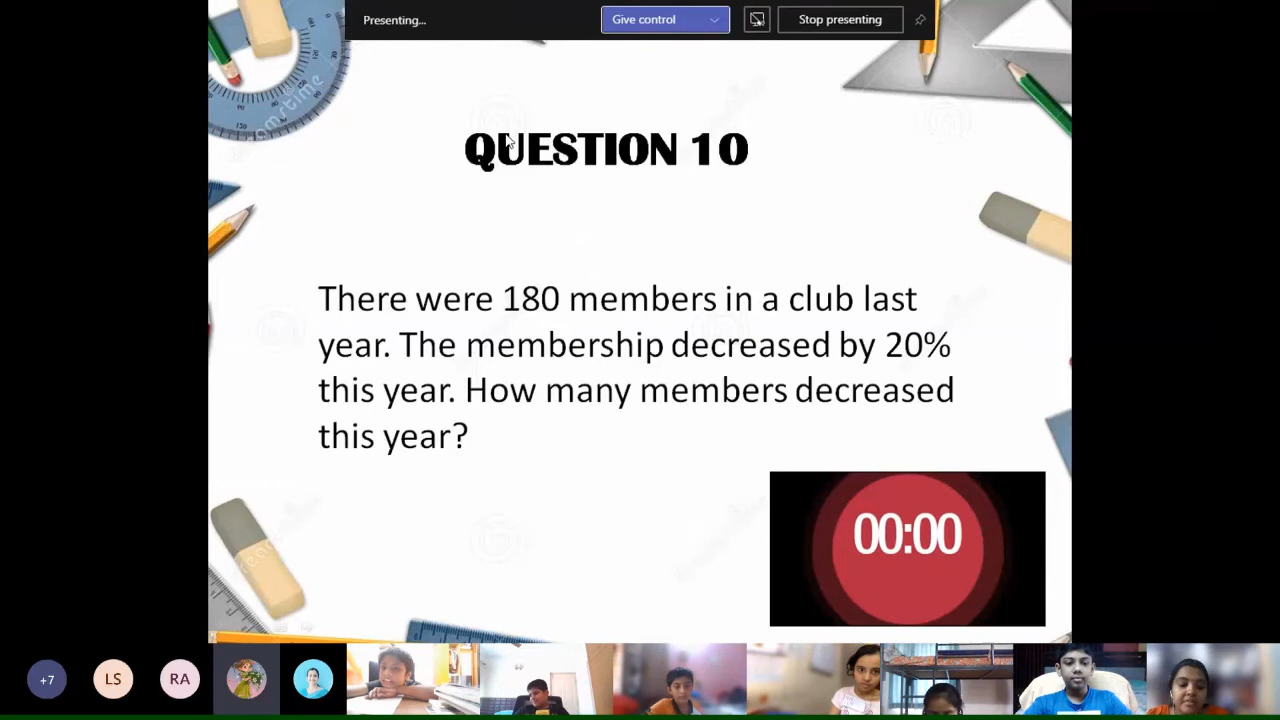 Presenting...
Give control
Stop presenting
QUESTION 10
There were 180 members in a club last
year. The membership decreased by 20%
this year. How many members decreased
this year?
00:00
+7
LS
RA